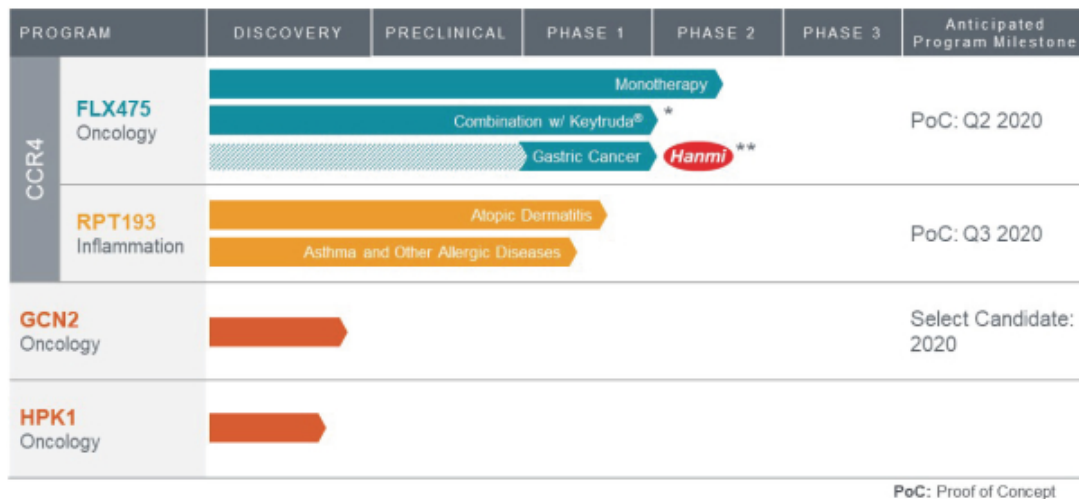 PROGRAM DISCOVERY PRECLINICAL PHASE 1 PHASE 2 PHASE 3 Anticipated Program Milestone
CCR4
FLX475
Oncology
Monotherapy
Combination w/ Keytruda® *
Gastric Cancer Hanmi **
PoC: Q2 2020
RPT193
Inflammation
Atopic Dermatitis
Asthma and Other Allergic Diseases
PoC: Q3 2020
GCN2
Oncology
Select Candidate:
2020
HPK1
Oncology
PoC: Proof of Concept